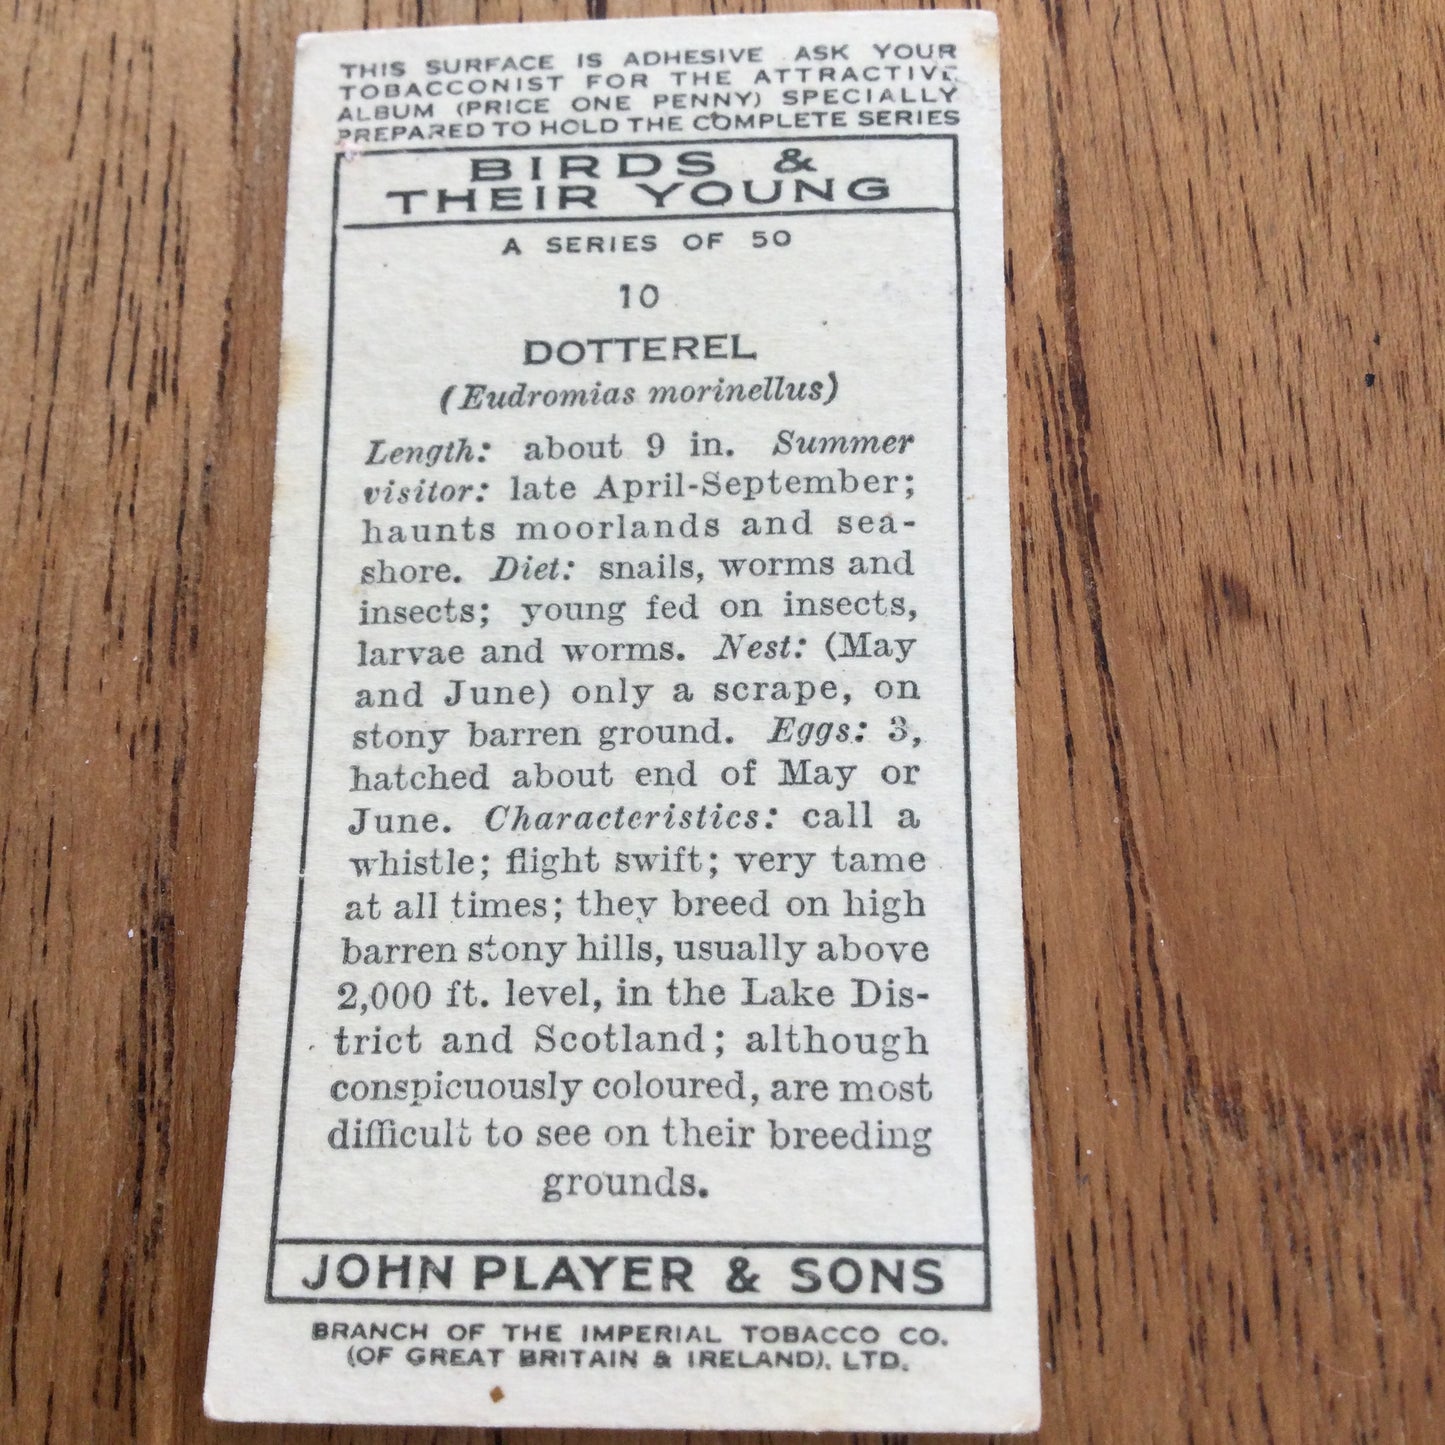 THIS SURFACE IS ADHESIVE ASK YOUR
TOBACCONIST FOR THE ATTRACTIVE
ALBUM (PRICE ONE PENNY) SPECIALLY
PREPARED TO HOLD THE COMPLETE SERIES
BIRDS &
THEIR YOUNG
A SERIES OF 50
10
DOTTEREL
(Eudromias morinellus)
Length: about 9 in. Summer
visitor: late April-September;
haunts moorlands and sea-
shore. Diet: snails, worms and
insects; young fed on insects,
larvae and worms. Nest: (May
and June) only a scrape, on
stony barren ground. Eggs: 3,
hatched about end of May or
June. Characteristics: call a
whistle; flight swift; very tame
at all times; they breed on high
barren stony hills, usually above
2,000 ft. level, in the Lake Dis-
trict and Scotland; although
conspicuously coloured, are most
difficult to see on their breeding
grounds.
JOHN PLAYER & SONS
BRANCH OF THE IMPERIAL TOBACCO CO.
(OF GREAT BRITAIN & IRELAND), LTD.